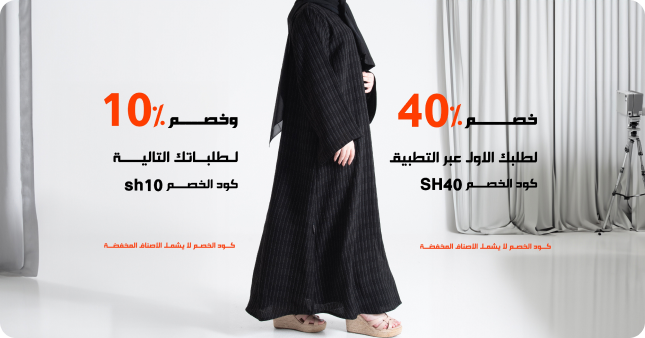 خصم 40٪
لطلبك الاول عبر التطبيق
كود الخصم SH40
كود الخصم لا يشمل الاصناف المخفضة
وخصم 10٪
لطلباتك التالية
كود الخصم sh10
كود الخصم لا يشمل الاصناف المخفضة